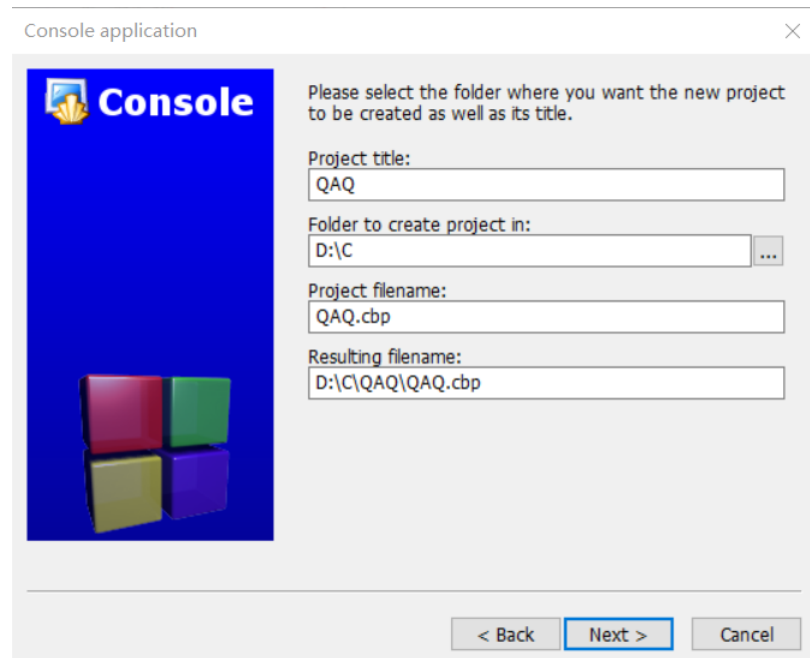 Console application
Console
Please select the folder where you want the new project
to be created as well as its title.
Project title:
QAQ
Folder to create project in:
D:\C
...
Project filename:
QAQ.cbp
Resulting filename:
D:\C\QAQ\QAQ.cbp
< Back
Next >
Cancel